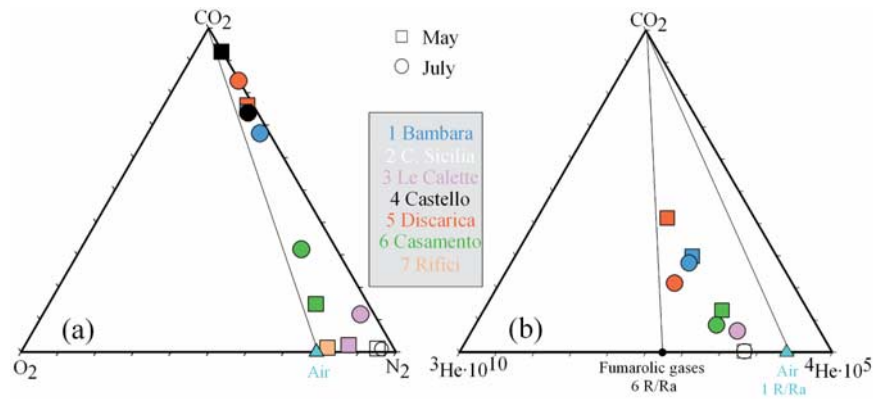 CO2
CO2
May
July
1 Bambara
2 C. Sicilia
3 Le Calette
4 Castello
5 Discarica
6 Casamento
7 Rifici
(a)
(b)
O2
Air
N2
3He·10^10
Fumarolic gases
6 R/Ra
Air
1 R/Ra
4He·10^5